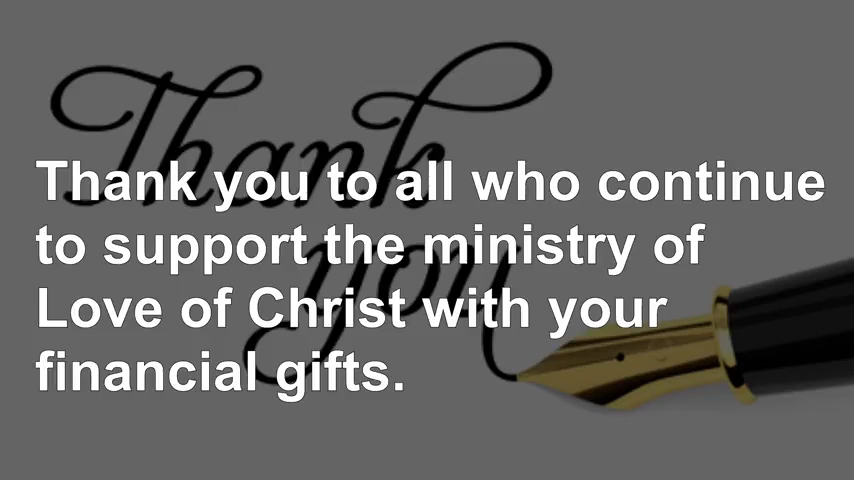 Thank
you
Thank you to all who continue
to support the ministry of
Love of Christ with your
financial gifts.